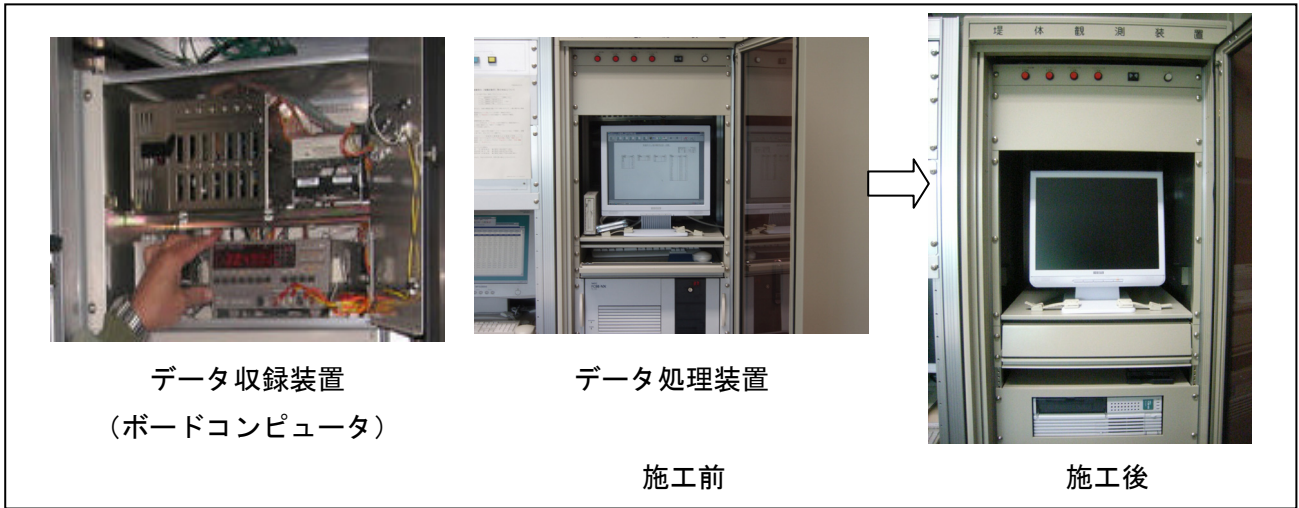 堤体観測装置
データ収録装置
（ボードコンピュータ）
データ処理装置
施工前
施工後